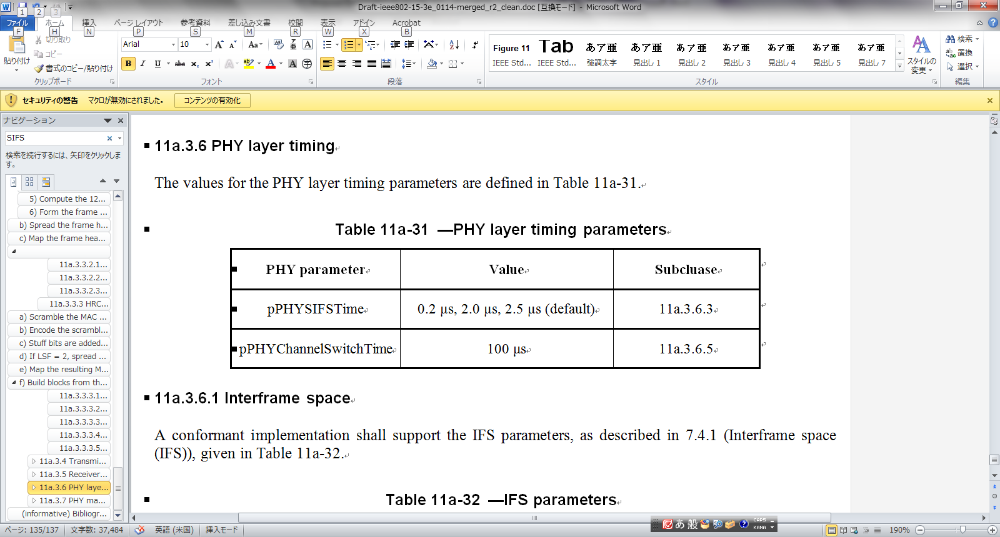 Draft-ieee802-15-3e_0114-merged_r2_clean.doc [互換モード] - Microsoft Word
1 2 3
ファイル ホーム 挿入 ページ レイアウト 参考資料 差し込み文書 校閲 表示 アドイン Acrobat
F H N P S M R W X B
貼り付け
切り取り
コピー
書式のコピー/貼り付け
クリップボード
Arial 10
フォント
段落
Figure 11 Tab あア亜 あア亜 あア亜 あア亜 あア亜 あア亜 あア亜
IEEE Std... IEEE Std... 強調太字 見出し 1 見出し 2 見出し 3 見出し 4 見出し 5 見出し 7
スタイル
スタイルの
変更
検索
置換
選択
編集
セキュリティの警告 マクロが無効にされました。 コンテンツの有効化
ナビゲーション
SIFS
検索を続行するには、矢印をクリックしま
す。
5) Compute the 12...
6) Form the frame ...
b) Spread the frame h...
c) Map the frame hea...
11a.3.3.2.1...
11a.3.3.2.2...
11a.3.3.2.3...
11a.3.3.3 HRC...
a) Scramble the MAC ...
b) Encode the scrambl...
c) Stuff bits are added...
d) If LSF = 2, spread ...
e) Map the resulting M...
f) Build blocks from th...
11a.3.3.3.1...
11a.3.3.3.2...
11a.3.3.3.3...
11a.3.3.3.4...
11a.3.3.3.5...
11a.3.4 Transmi...
11a.3.5 Receiver...
11a.3.6 PHY laye...
11a.3.7 PHY ma...
(informative) Bibliogr...
11a.3.6 PHY layer timing
The values for the PHY layer timing parameters are defined in Table 11a-31.
Table 11a-31 —PHY layer timing parameters
PHY parameter Value Subcluase
pPHYSIFSTime 0.2 µs, 2.0 µs, 2.5 µs (default) 11a.3.6.3
pPHYChannelSwitchTime 100 µs 11a.3.6.5
11a.3.6.1 Interframe space
A conformant implementation shall support the IFS parameters, as described in 7.4.1 (Interframe space
(IFS)), given in Table 11a-32.
Table 11a-32 —IFS parameters
あ 般 CAPS
KANA
ページ: 135/137 文字数: 37,484 英語 (米国) 挿入モード 190%